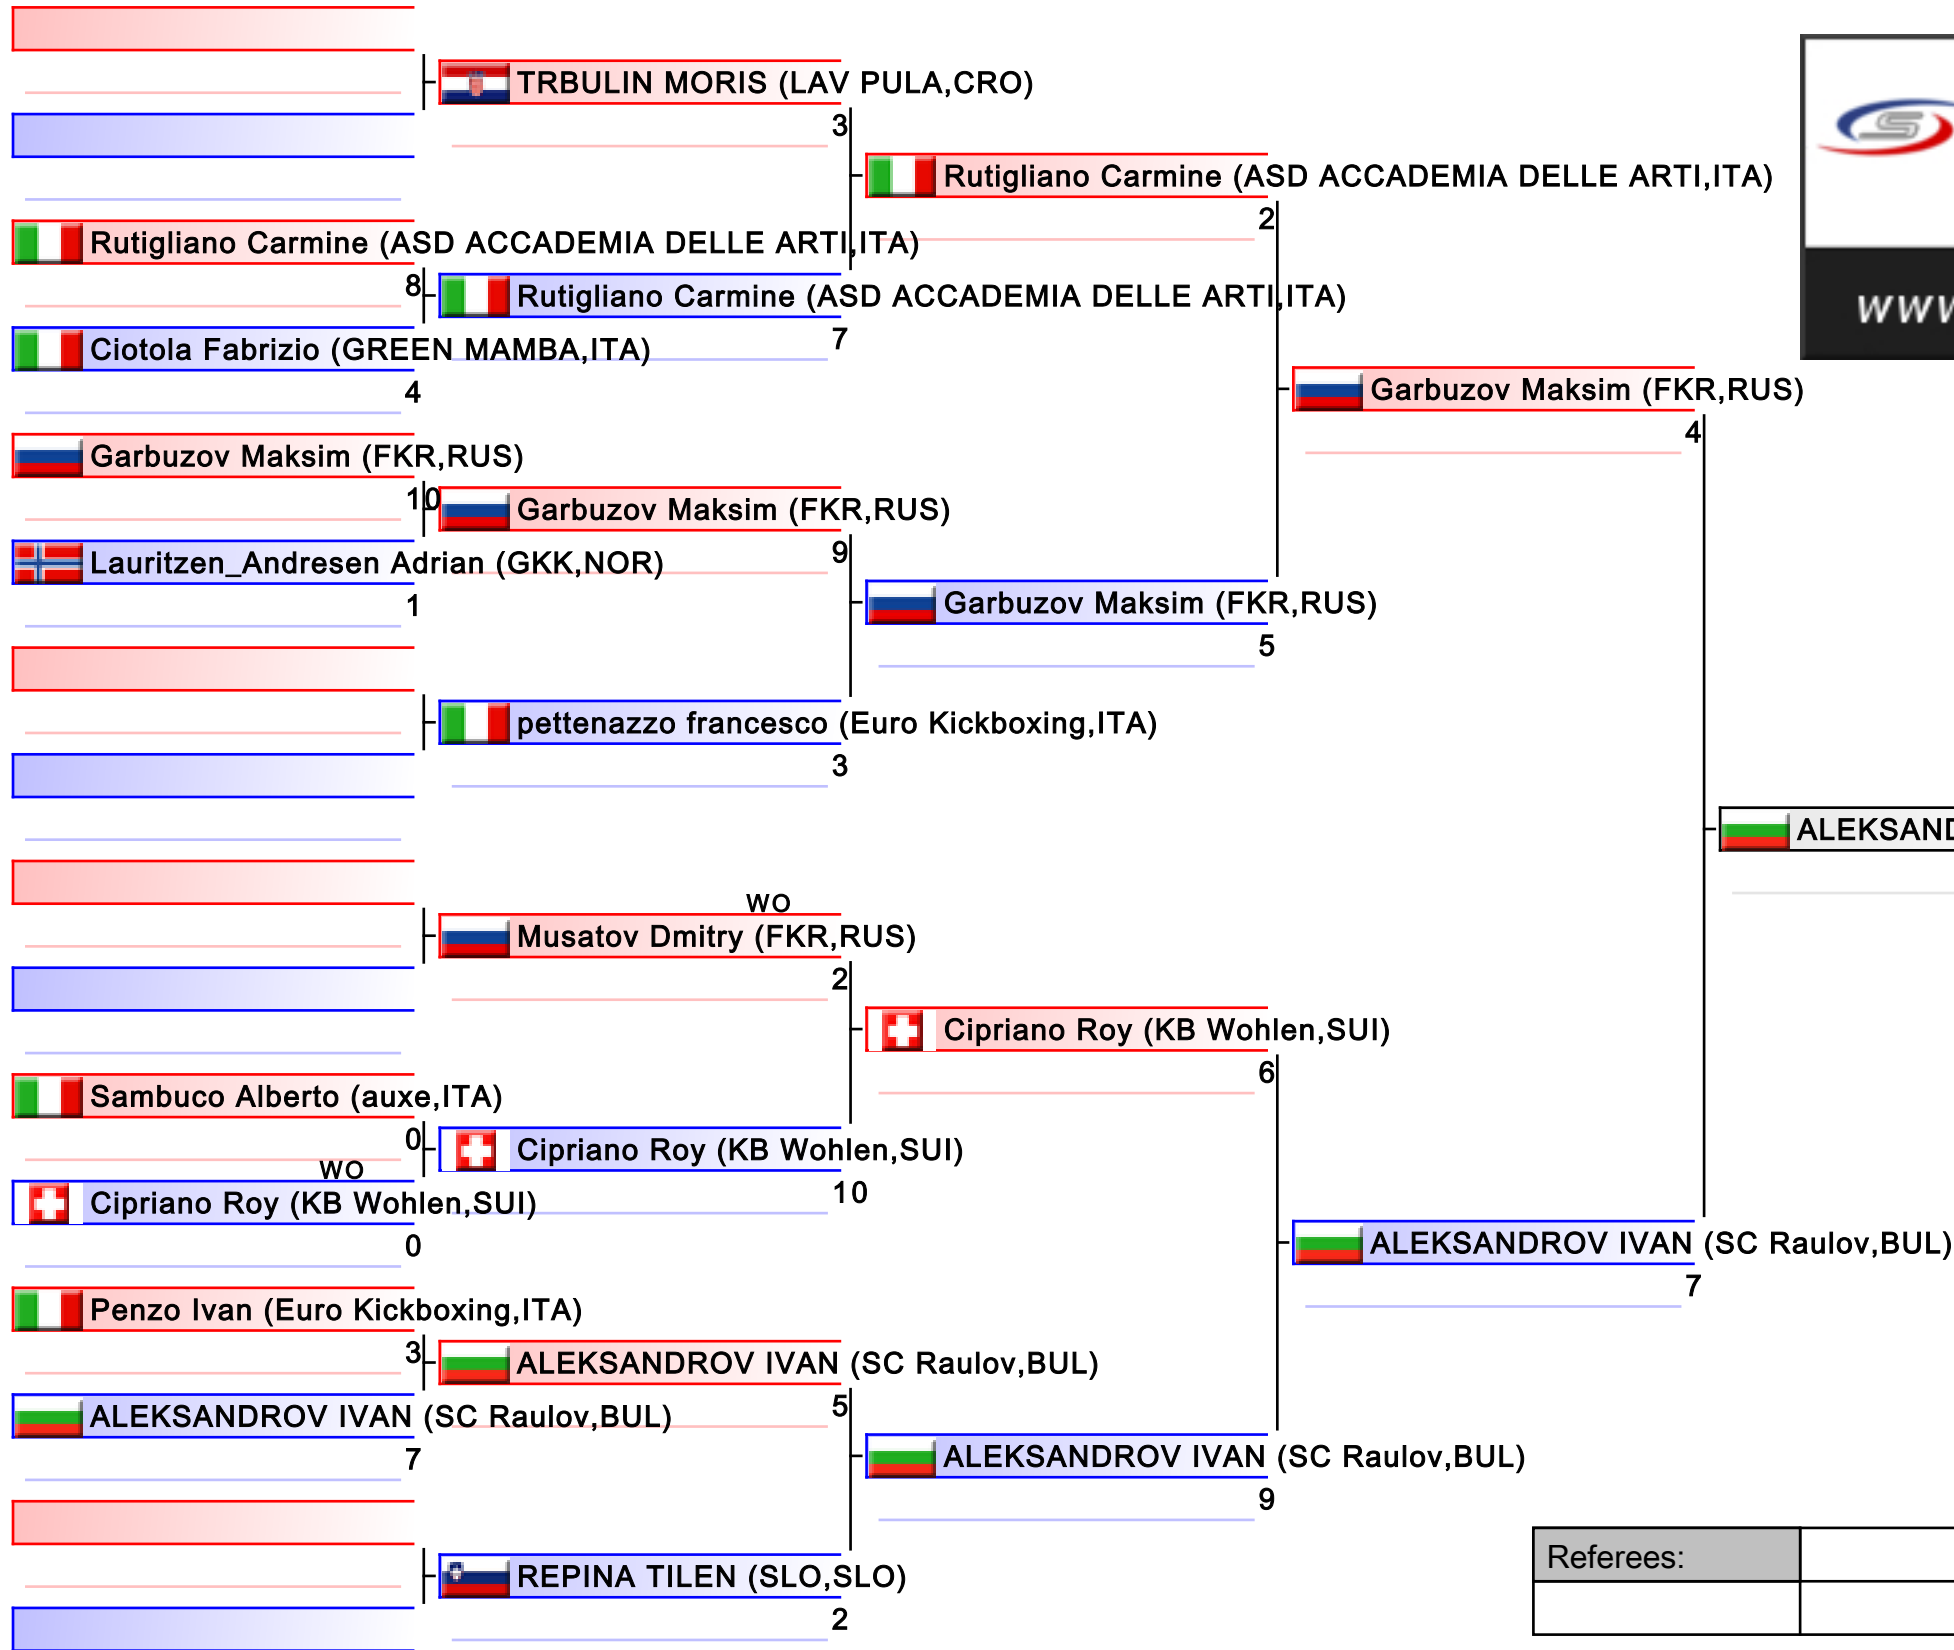 TRBULIN MORIS (LAV PULA,CRO)
3
Rutigliano Carmine (ASD ACCADEMIA DELLE ARTI,ITA)
2
Rutigliano Carmine (ASD ACCADEMIA DELLE ARTI,ITA)
8
Rutigliano Carmine (ASD ACCADEMIA DELLE ARTI,ITA)
7
Ciotola Fabrizio (GREEN MAMBA,ITA)
4
Garbuzov Maksim (FKR,RUS)
4
Garbuzov Maksim (FKR,RUS)
10
Garbuzov Maksim (FKR,RUS)
9
Lauritzen_Andresen Adrian (GKK,NOR)
1
Garbuzov Maksim (FKR,RUS)
5
pettenazzo francesco (Euro Kickboxing,ITA)
3
ALEKSAND
WO
Musatov Dmitry (FKR,RUS)
2
Cipriano Roy (KB Wohlen,SUI)
6
Sambuco Alberto (auxe,ITA)
0
Cipriano Roy (KB Wohlen,SUI)
10
WO
Cipriano Roy (KB Wohlen,SUI)
0
ALEKSANDROV IVAN (SC Raulov,BUL)
7
Penzo Ivan (Euro Kickboxing,ITA)
3
ALEKSANDROV IVAN (SC Raulov,BUL)
5
ALEKSANDROV IVAN (SC Raulov,BUL)
7
ALEKSANDROV IVAN (SC Raulov,BUL)
9
REPINA TILEN (SLO,SLO)
2
Referees: